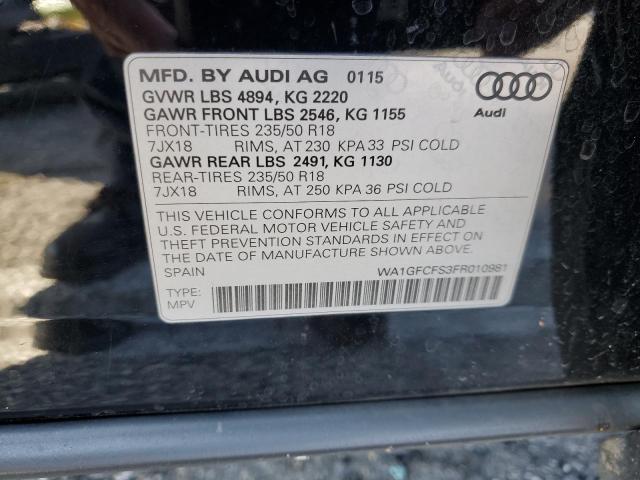 MFD. BY AUDI AG 0115
GVWR LBS 4894, KG 2220
GAWR FRONT LBS 2546, KG 1155
FRONT-TIRES 235/50 R18
7JX18 RIMS, AT 230 KPA 33 PSI COLD
GAWR REAR LBS 2491, KG 1130
REAR-TIRES 235/50 R18
7JX18 RIMS, AT 250 KPA 36 PSI COLD
Audi
THIS VEHICLE CONFORMS TO ALL APPLICABLE
U.S. FEDERAL MOTOR VEHICLE SAFETY AND
THEFT PREVENTION STANDARDS IN EFFECT ON
THE DATE OF MANUFACTURE SHOWN ABOVE.
SPAIN WA1GFCFS3FR010981
TYPE:
MPV